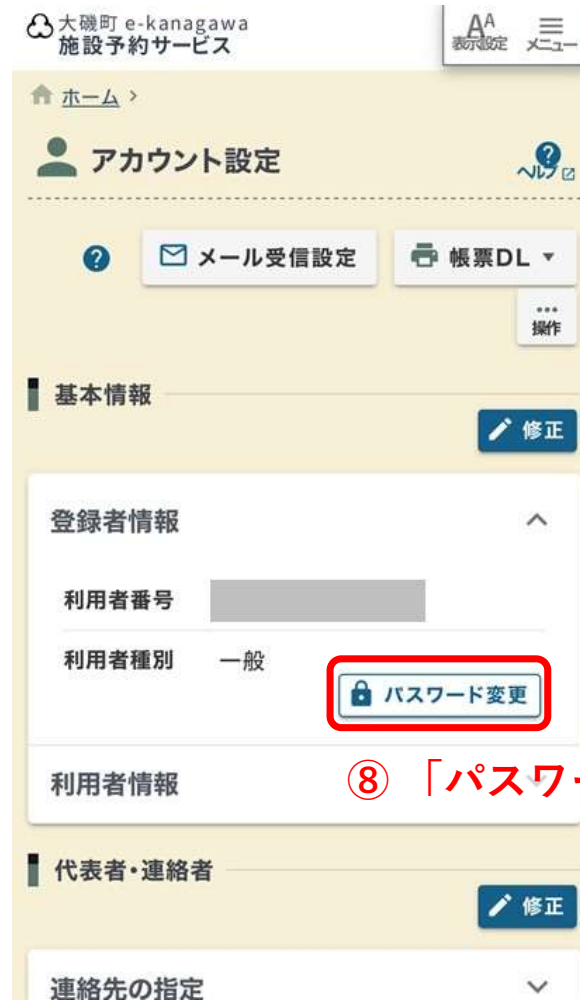 大磯町 e-kanagawa
施設予約サービス
AA
表示設定
メニュー
ホーム >
アカウント設定
?
ヘルプ
? メール受信設定 帳票DL
操作
基本情報
修正
登録者情報
利用者番号
利用者種別 一般
パスワード変更
利用者情報
⑧ 「パスワー
代表者・連絡者
修正
連絡先の指定